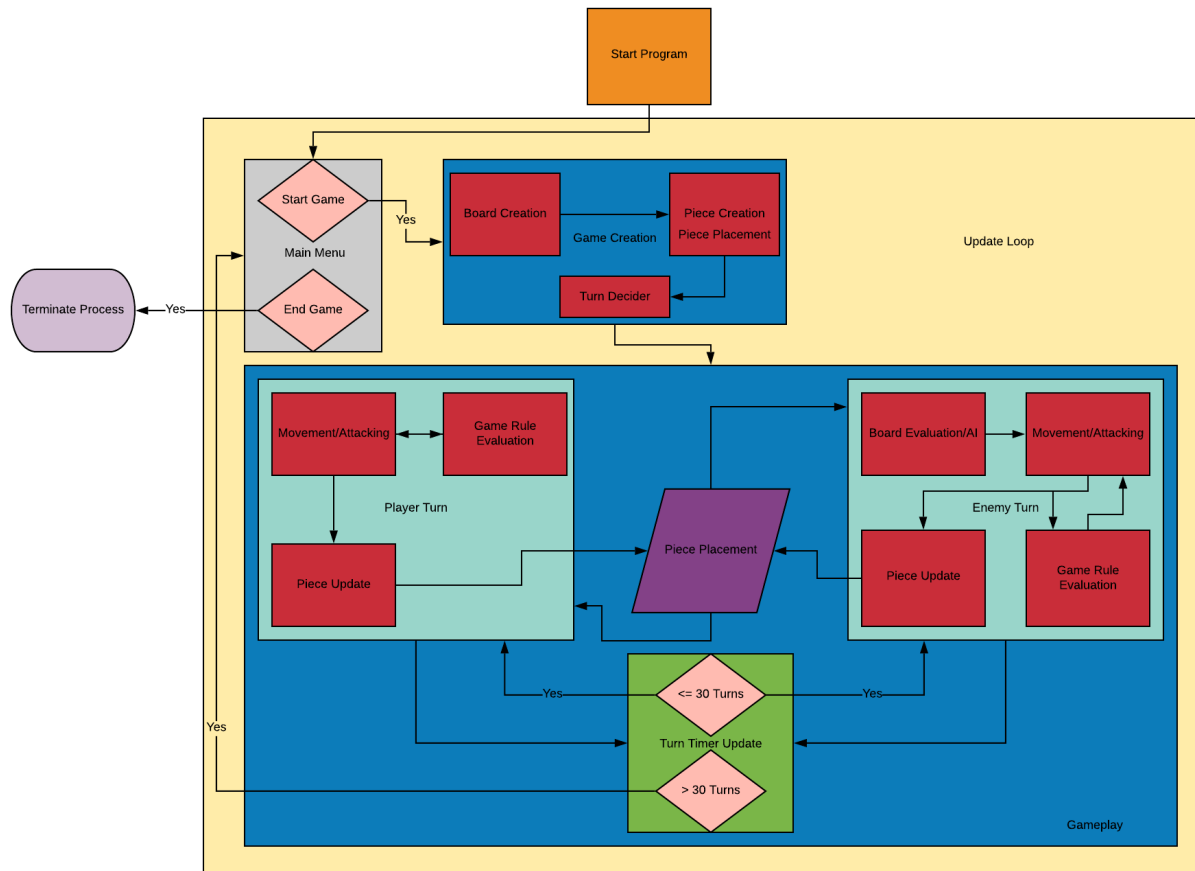 Start Program
Start Game
Yes
Main Menu
End Game
Yes
Terminate Process
Board Creation
Game Creation
Piece Creation
Piece Placement
Turn Decider
Update Loop
Movement/Attacking
Game Rule
Evaluation
Player Turn
Piece Update
Piece Placement
Board Evaluation/AI
Movement/Attacking
Enemy Turn
Piece Update
Game Rule
Evaluation
Yes
<= 30 Turns
Yes
Turn Timer Update
Yes
> 30 Turns
Gameplay